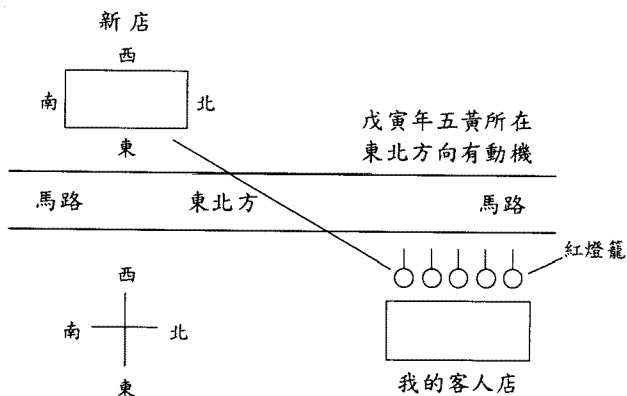 新店
西
南
北
東
戊寅年五黃所在
東北方向有動機
馬路
東北方
馬路
紅燈籠
西
南
北
東
我的客人店